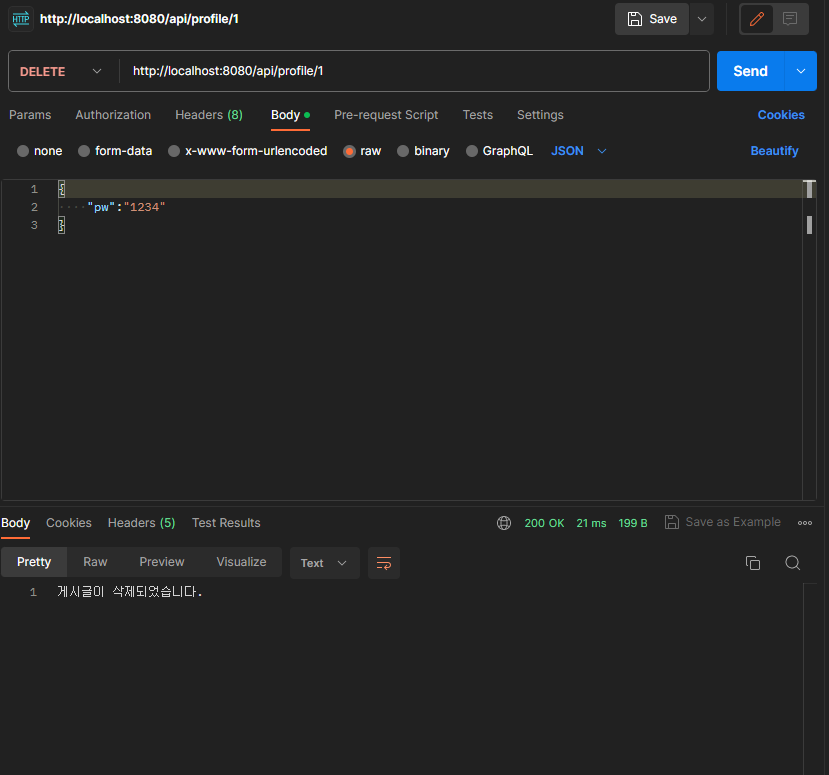 HTTP http://localhost:8080/api/profile/1 Save
DELETE http://localhost:8080/api/profile/1 Send
Params Authorization Headers (8) Body Pre-request Script Tests Settings Cookies
none form-data x-www-form-urlencoded raw binary GraphQL JSON Beautify
1 {
2 ····"pw":"1234"
3 }
Body Cookies Headers (5) Test Results 200 OK 21 ms 199 B Save as Example
Pretty Raw Preview Visualize Text
1 게시글이 삭제되었습니다.